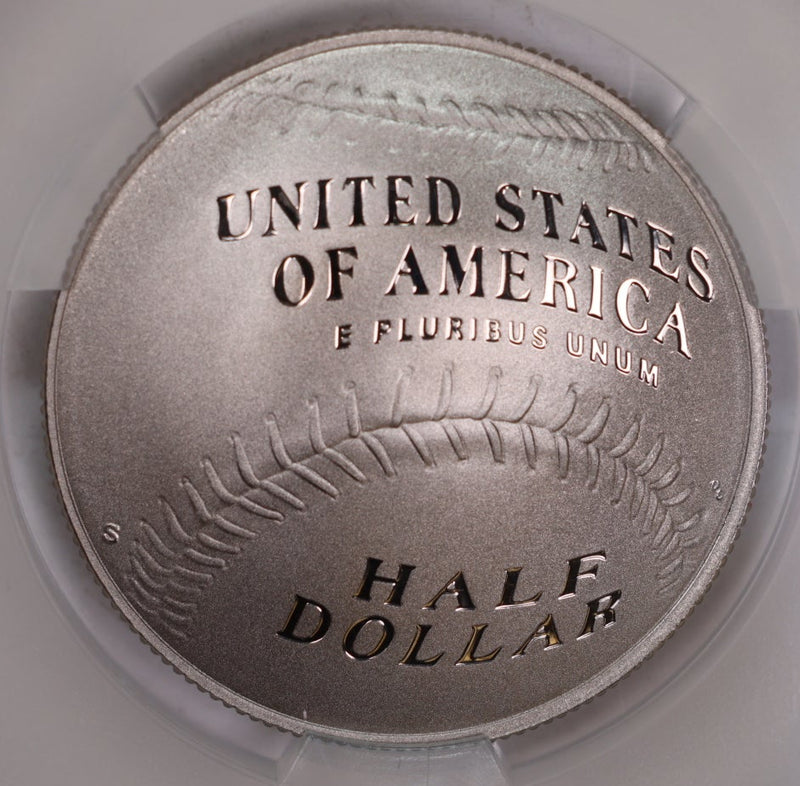 UNITED STATES
OF AMERICA
E PLURIBUS UNUM
S
HALF
DOLLAR